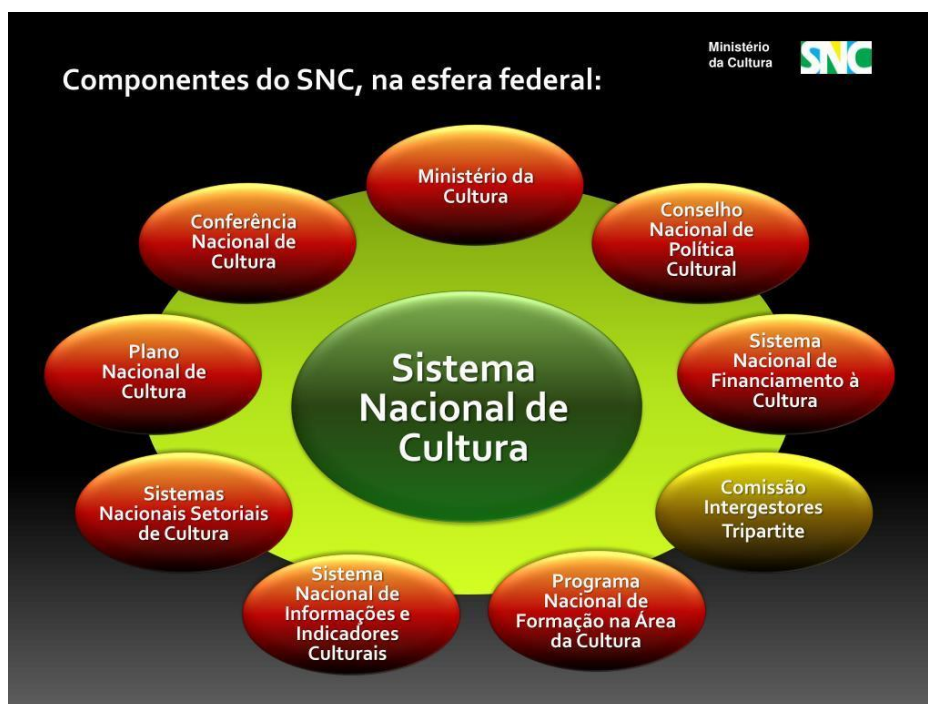 Ministério
da Cultura
SNC
Componentes do SNC, na esfera federal:
Ministério da
Cultura
Conselho
Nacional de
Política
Cultural
Sistema
Nacional de
Financiamento à
Cultura
Comissão
Intergestores
Tripartite
Programa
Nacional de
Formação na Área
da Cultura
Sistema
Nacional de
Informações e
Indicadores
Culturais
Sistemas
Nacionais Setoriais
de Cultura
Plano
Nacional de
Cultura
Conferência
Nacional de
Cultura
Sistema
Nacional de
Cultura